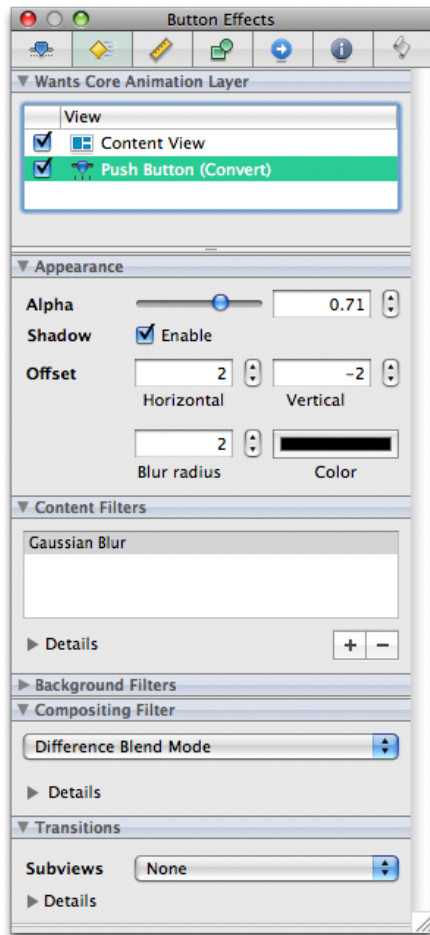 Button Effects
Wants Core Animation Layer
View
Content View
Push Button (Convert)
Appearance
Alpha 0.71
Shadow Enable
Offset 2 -2
Horizontal Vertical
2
Blur radius Color
Content Filters
Gaussian Blur
Details + −
Background Filters
Compositing Filter
Difference Blend Mode
Details
Transitions
Subviews None
Details